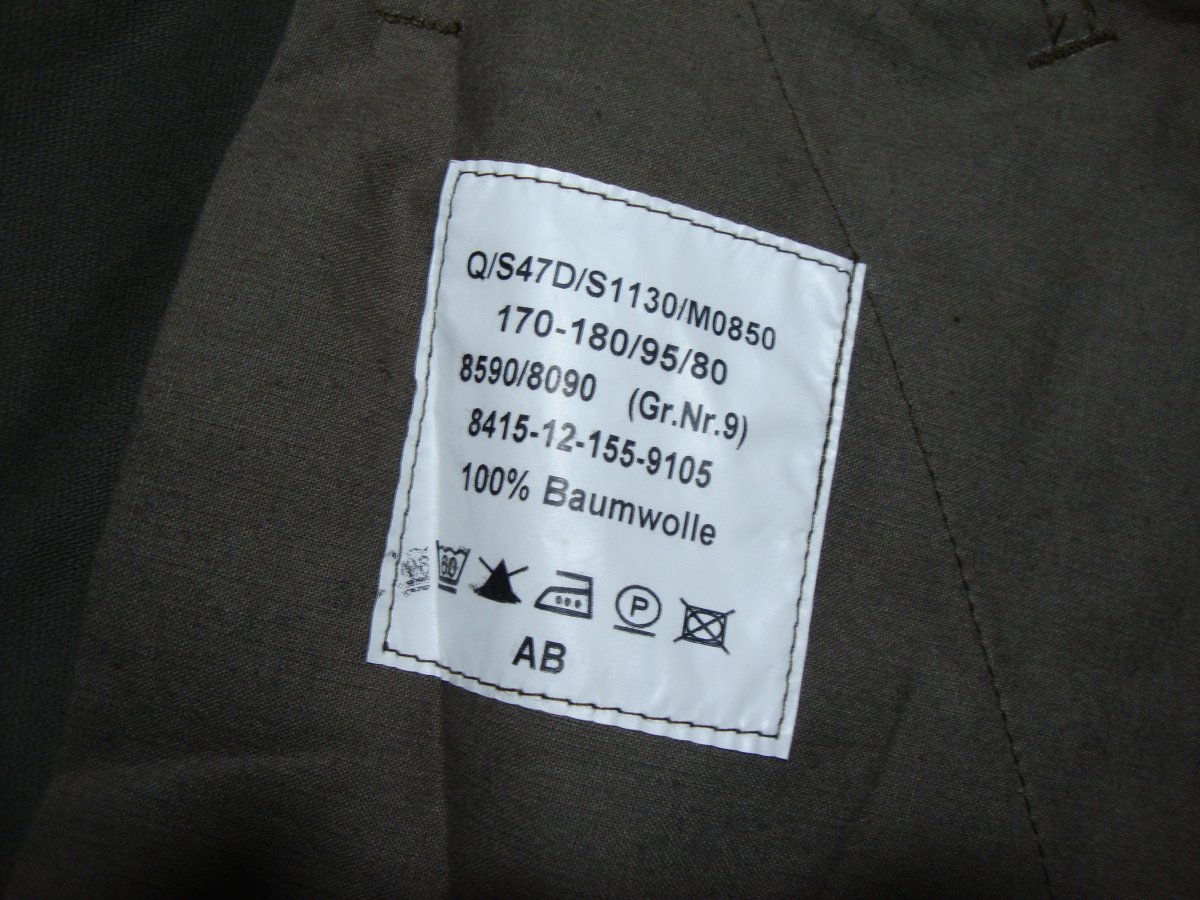 Q/S47D/S1130/M0850
170-180/95/80
8590/8090 (Gr.Nr.9)
8415-12-155-9105
100% Baumwolle
60 P
AB